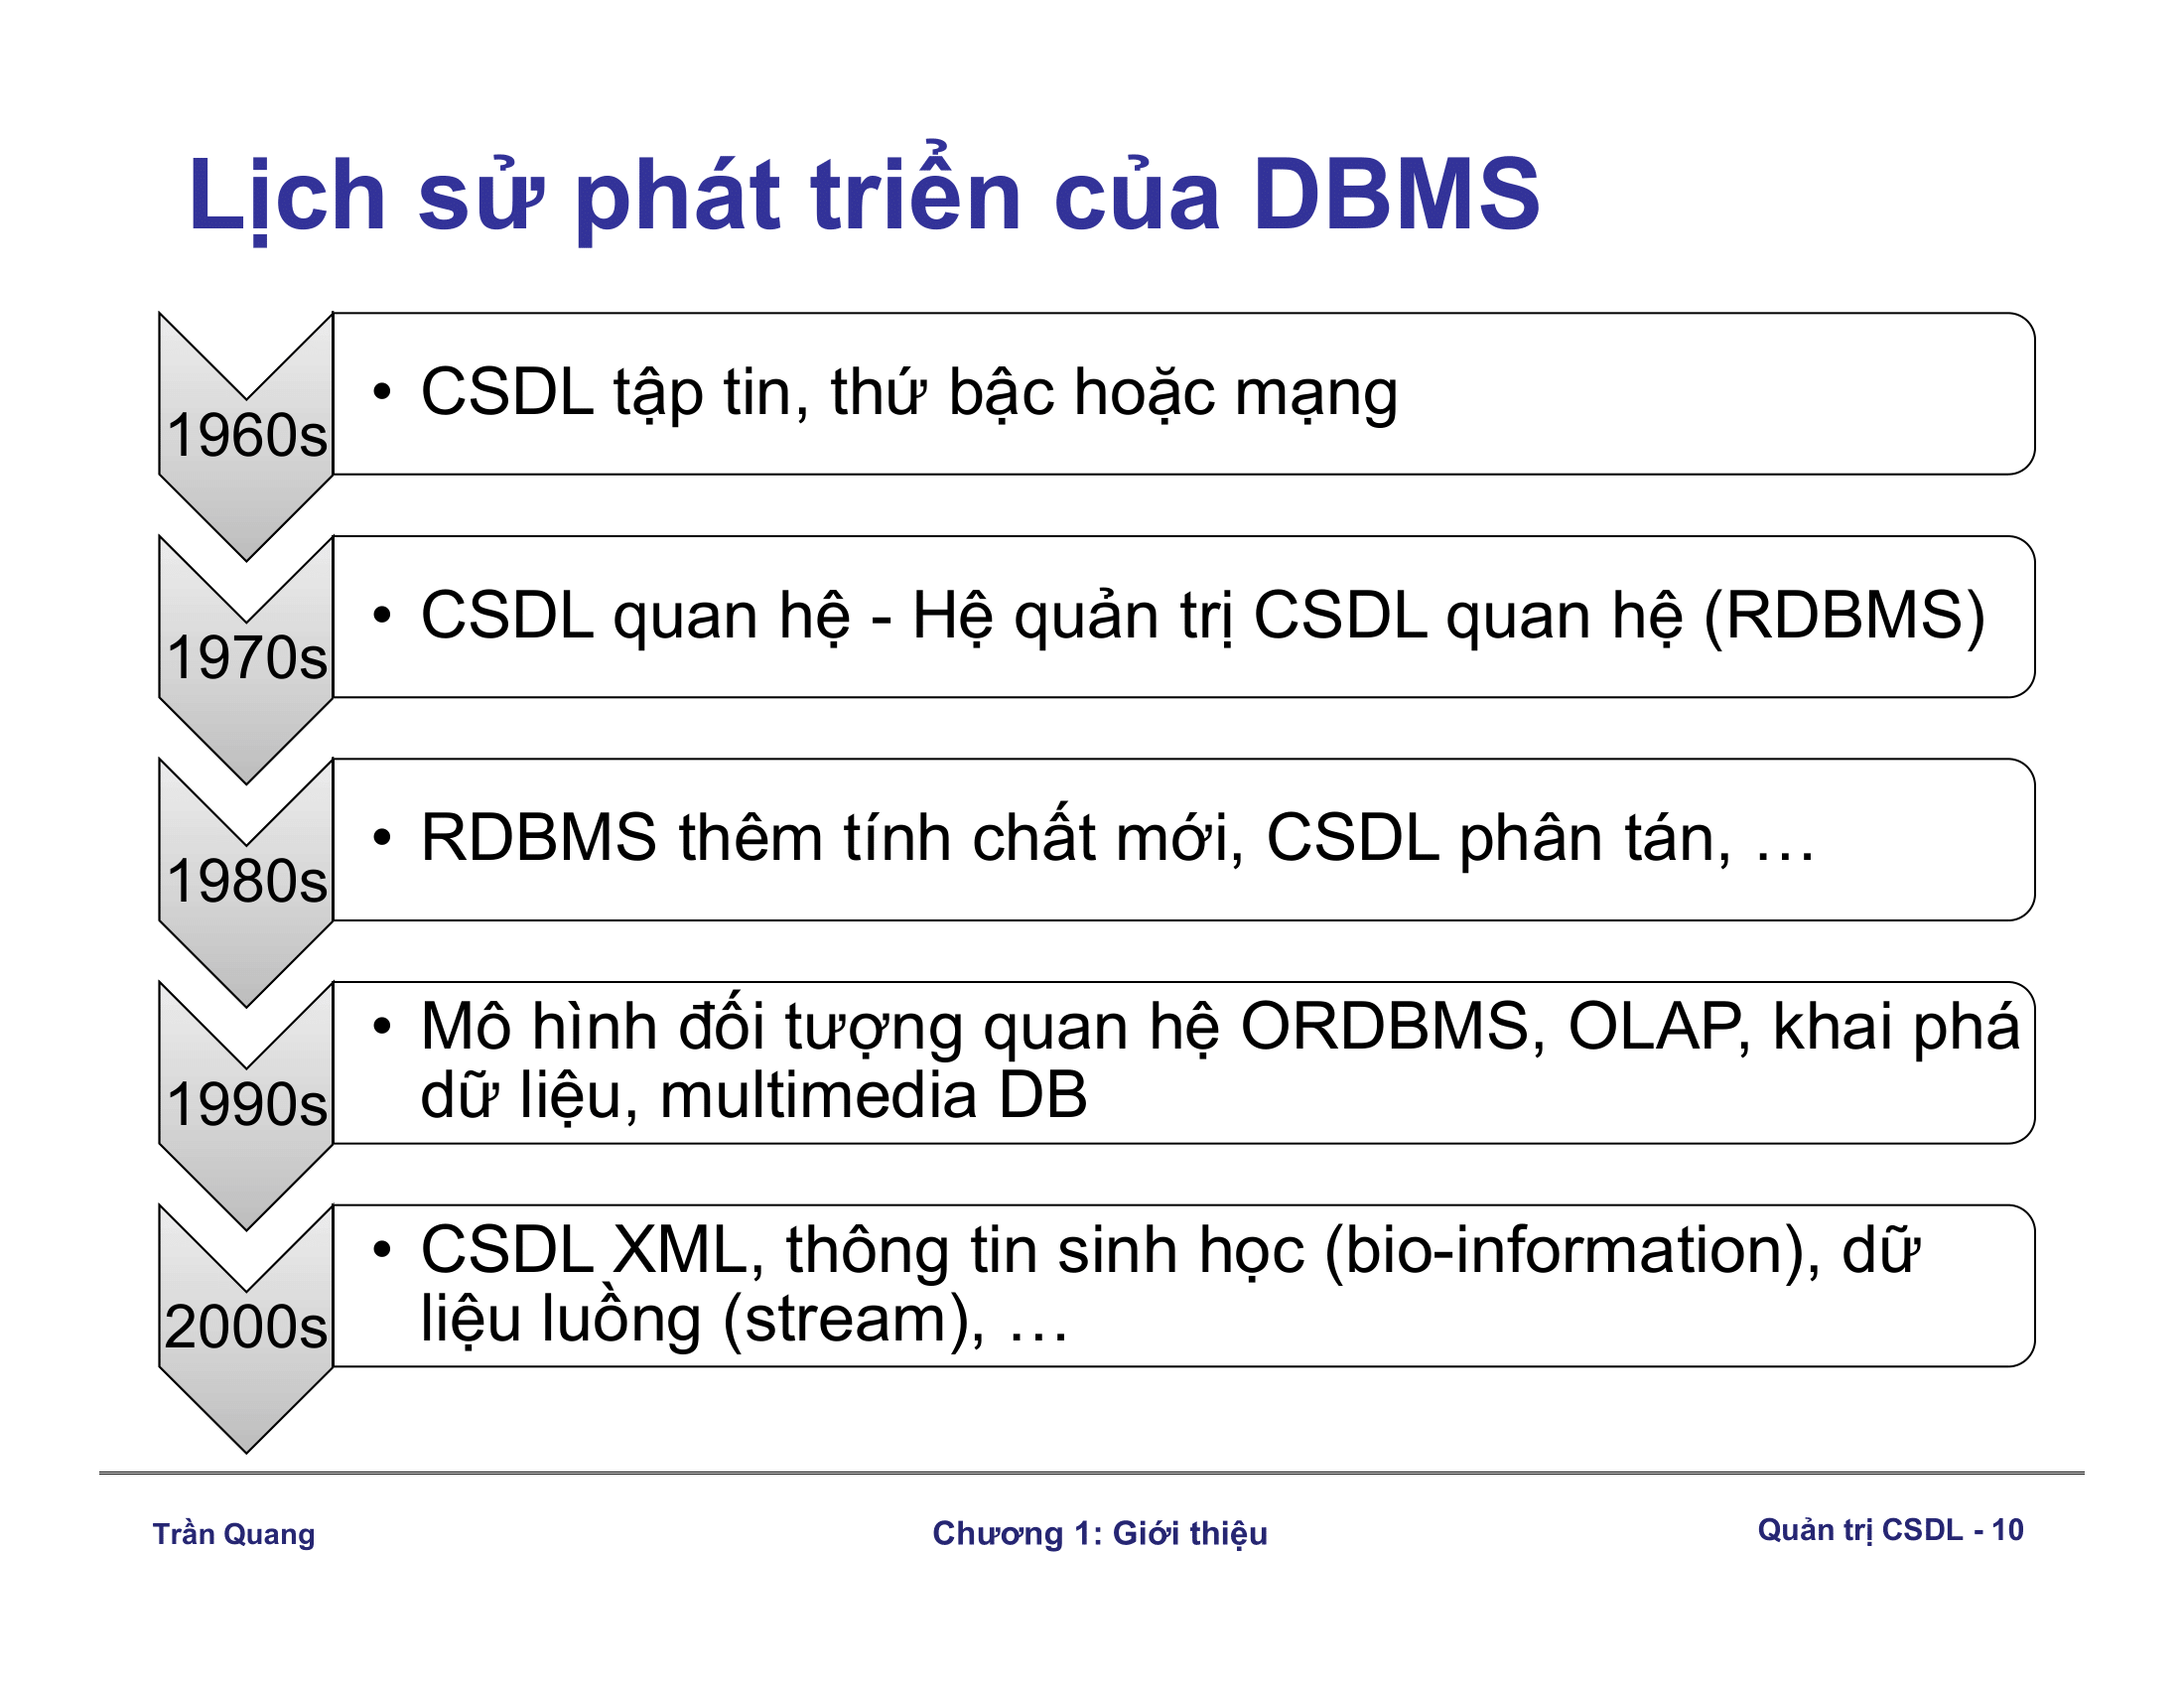 Lịch sử phát triển của DBMS
1960s
• CSDL tập tin, thứ bậc hoặc mạng
1970s
• CSDL quan hệ - Hệ quản trị CSDL quan hệ (RDBMS)
1980s
• RDBMS thêm tính chất mới, CSDL phân tán, …
1990s
• Mô hình đối tượng quan hệ ORDBMS, OLAP, khai phá
dữ liệu, multimedia DB
2000s
• CSDL XML, thông tin sinh học (bio-information), dữ
liệu luồng (stream), …
Trần Quang
Chương 1: Giới thiệu
Quản trị CSDL - 10